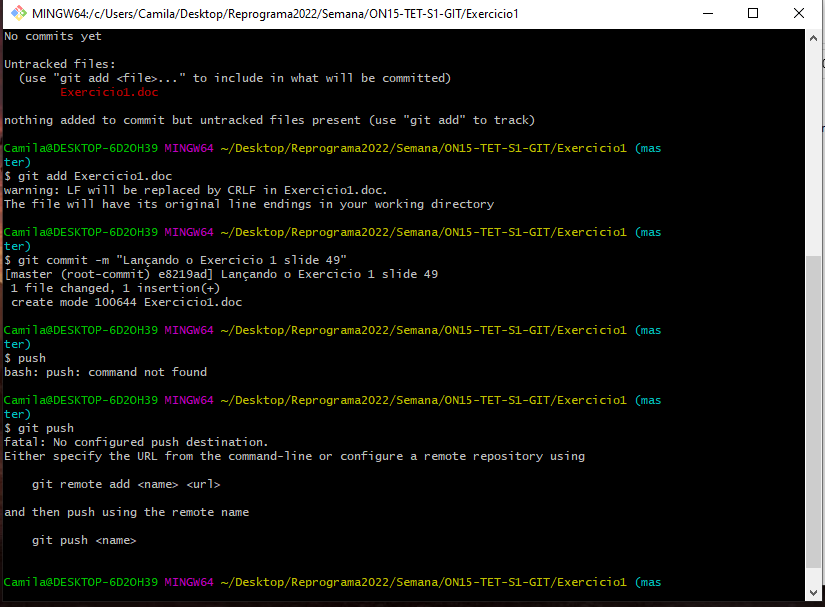 MINGW64:/c/Users/Camila/Desktop/Reprograma2022/Semana/ON15-TET-S1-GIT/Exercicio1
No commits yet
Untracked files:
(use "git add <file>..." to include in what will be committed)
Exercicio1.doc
nothing added to commit but untracked files present (use "git add" to track)
Camila@DESKTOP-6D2OH39 MINGW64 ~/Desktop/Reprograma2022/Semana/ON15-TET-S1-GIT/Exercicio1 (mas
ter)
$ git add Exercicio1.doc
warning: LF will be replaced by CRLF in Exercicio1.doc.
The file will have its original line endings in your working directory
Camila@DESKTOP-6D2OH39 MINGW64 ~/Desktop/Reprograma2022/Semana/ON15-TET-S1-GIT/Exercicio1 (mas
ter)
$ git commit -m "Lançando o Exercicio 1 slide 49"
[master (root-commit) e8219ad] Lançando o Exercicio 1 slide 49
1 file changed, 1 insertion(+)
create mode 100644 Exercicio1.doc
Camila@DESKTOP-6D2OH39 MINGW64 ~/Desktop/Reprograma2022/Semana/ON15-TET-S1-GIT/Exercicio1 (mas
ter)
$ push
bash: push: command not found
Camila@DESKTOP-6D2OH39 MINGW64 ~/Desktop/Reprograma2022/Semana/ON15-TET-S1-GIT/Exercicio1 (mas
ter)
$ git push
fatal: No configured push destination.
Either specify the URL from the command-line or configure a remote repository using
git remote add <name> <url>
and then push using the remote name
git push <name>
Camila@DESKTOP-6D2OH39 MINGW64 ~/Desktop/Reprograma2022/Semana/ON15-TET-S1-GIT/Exercicio1 (mas